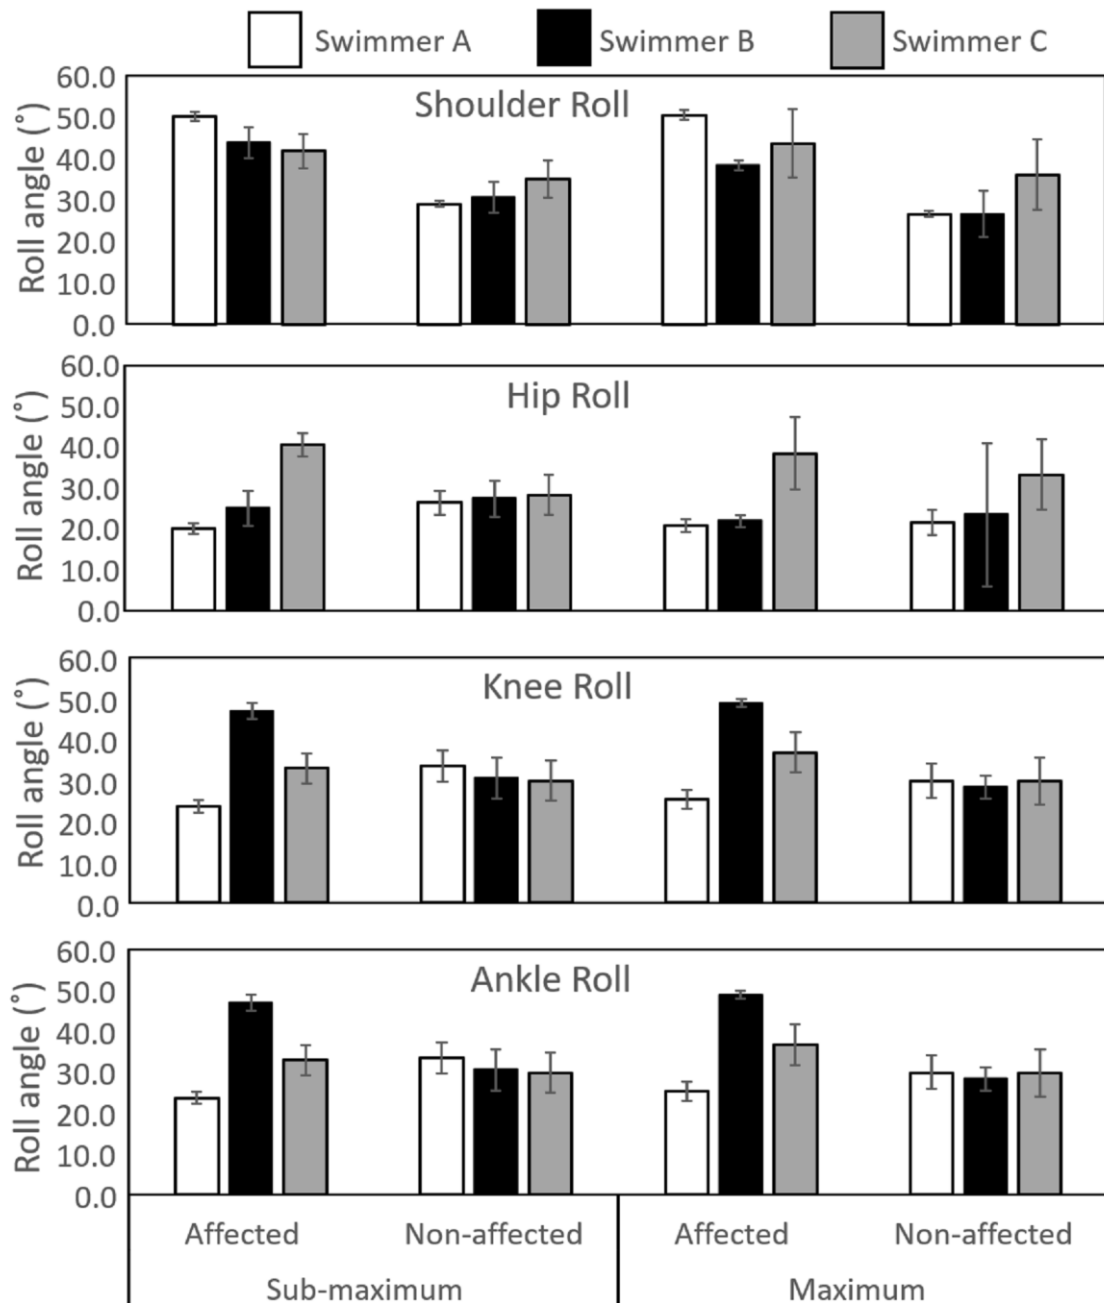 Swimmer A Swimmer B Swimmer C
Shoulder Roll
Roll angle (˚)
60.0
50.0
40.0
30.0
20.0
10.0
0.0
Hip Roll
Roll angle (˚)
60.0
50.0
40.0
30.0
20.0
10.0
0.0
Knee Roll
Roll angle (˚)
60.0
50.0
40.0
30.0
20.0
10.0
0.0
Ankle Roll
Roll angle (˚)
60.0
50.0
40.0
30.0
20.0
10.0
0.0
Affected Non-affected Affected Non-affected
Sub-maximum Maximum